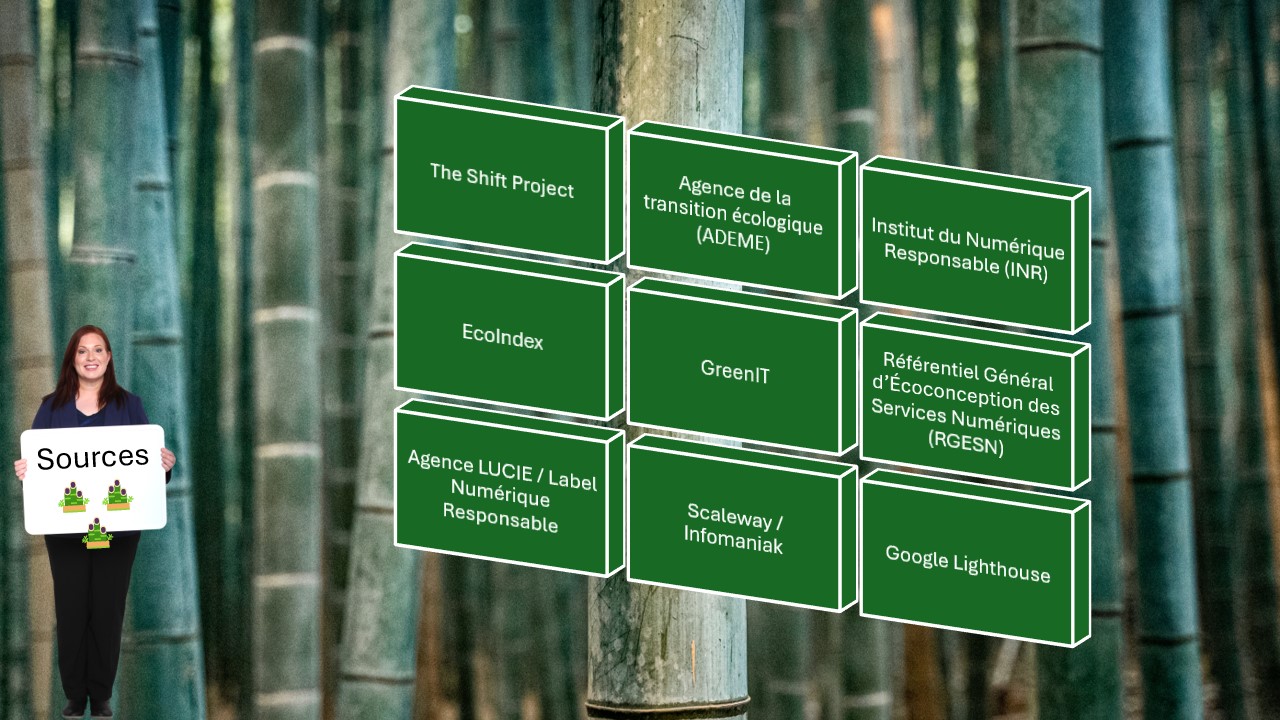 The Shift Project
Agence de la
transition écologique
(ADEME)
Institut du Numérique
Responsable (INR)
EcoIndex
GreenIT
Référentiel Général
d’Écoconception des
Services Numériques
(RGESN)
Agence LUCIE / Label
Numérique
Responsable
Scaleway /
Infomaniak
Google Lighthouse
Sources